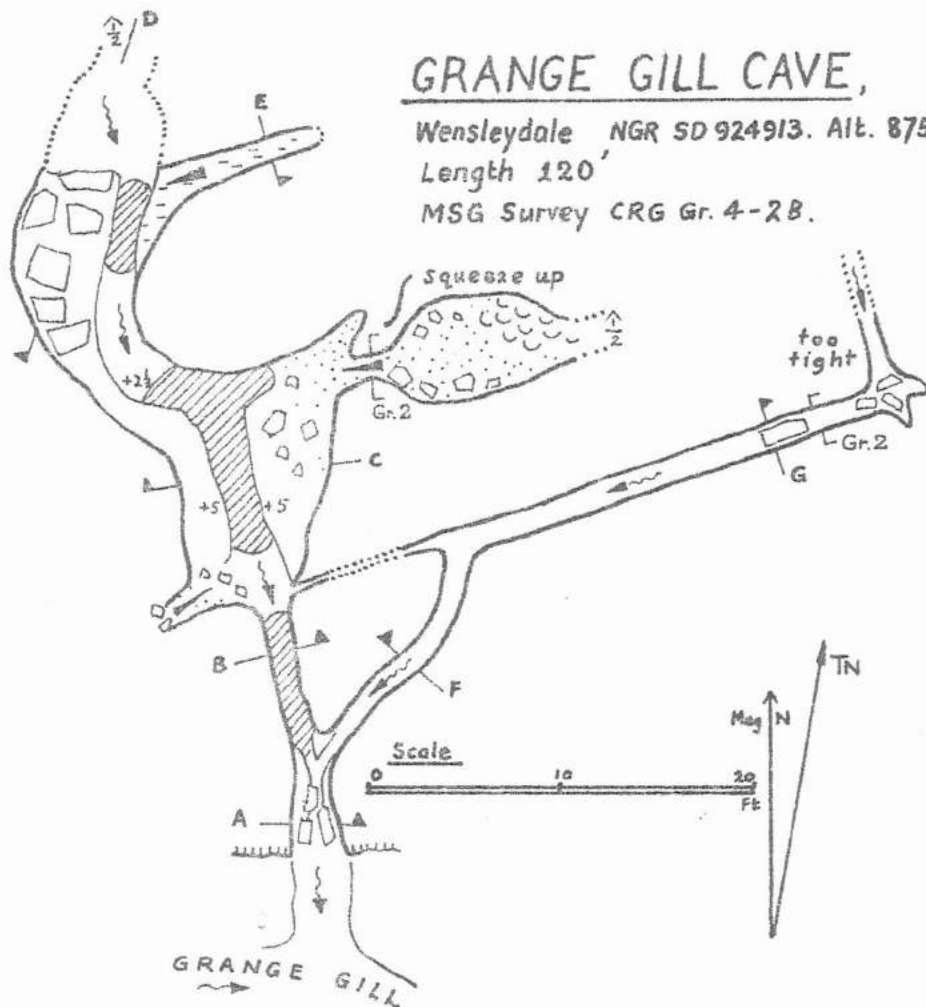 GRANGE GILL CAVE,
Wensleydale NGR SD 924913. Alt. 875
Length 120'
MSG Survey CRG Gr. 4-2B.
1/2
D
E
squeeze up
1/2
too tight
+2½
Gr.2
Gr.2
C
G
+5
+5
B
F
TN
Mag N
Scale
0 10 20
Ft
A
A
GRANGE GILL